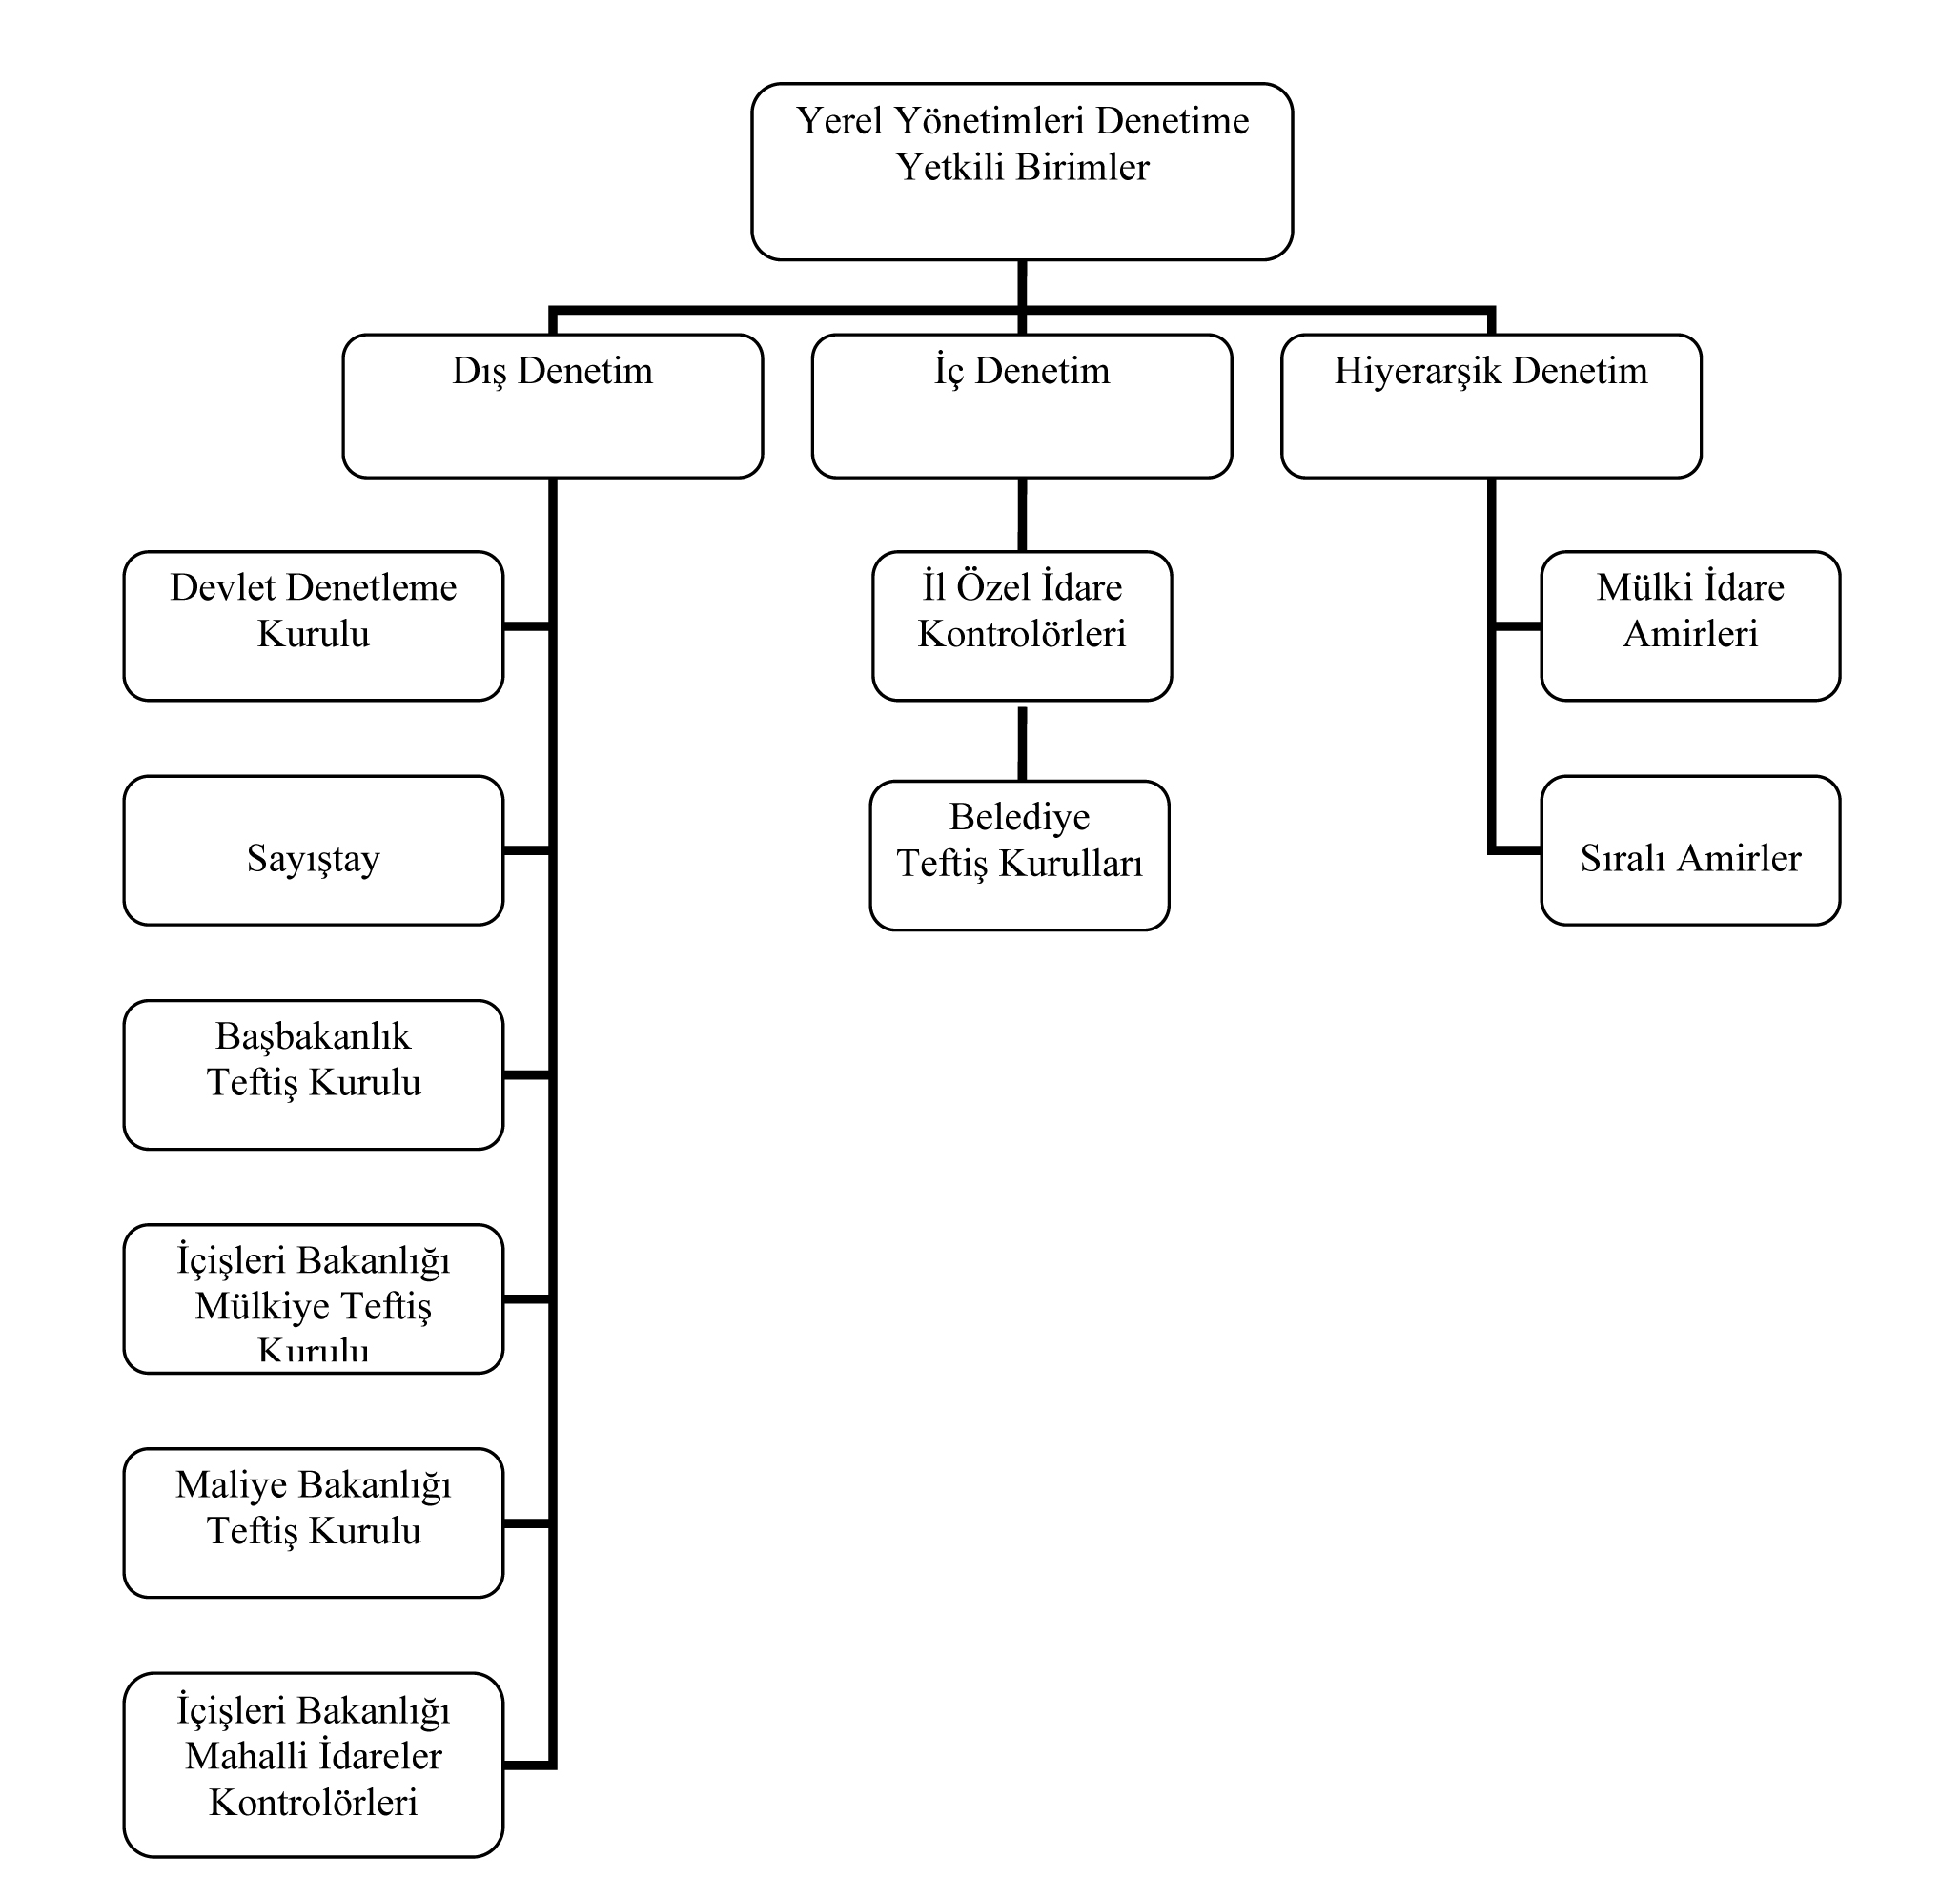 Yerel Yönetimleri Denetime
Yetkili Birimler
Dış Denetim
İç Denetim
Hiyerarşik Denetim
Devlet Denetleme
Kurulu
İl Özel İdare
Kontrolörleri
Mülki İdare
Amirleri
Sayıştay
Belediye
Teftiş Kurulları
Sıralı Amirler
Başbakanlık
Teftiş Kurulu
İçişleri Bakanlığı
Mülkiye Teftiş
Kurulu
Maliye Bakanlığı
Teftiş Kurulu
İçişleri Bakanlığı
Mahalli İdareler
Kontrolörleri